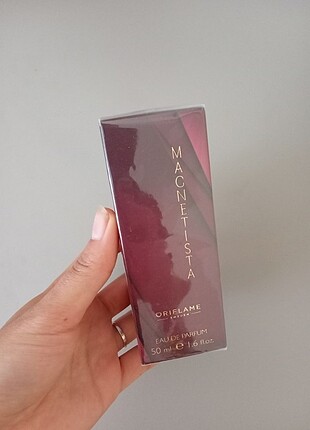 MAGNETISTA
ORIFLAME
SWEDEN
EAU DE PARFUM
50 ml ℮ 1.6 fl.oz.